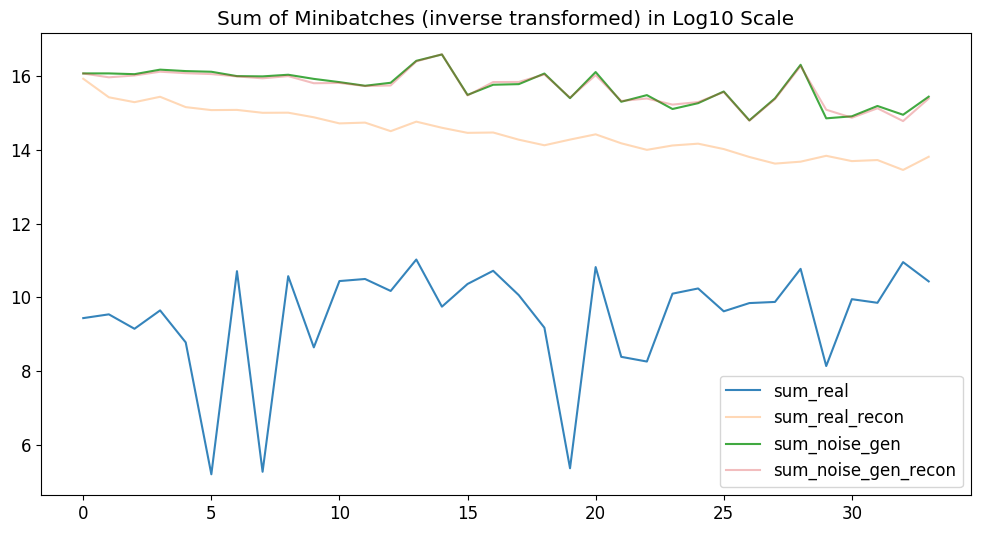 Sum of Minibatches (inverse transformed) in Log10 Scale
16
14
12
10
8
6
sum_real
sum_real_recon
sum_noise_gen
sum_noise_gen_recon
0 5 10 15 20 25 30